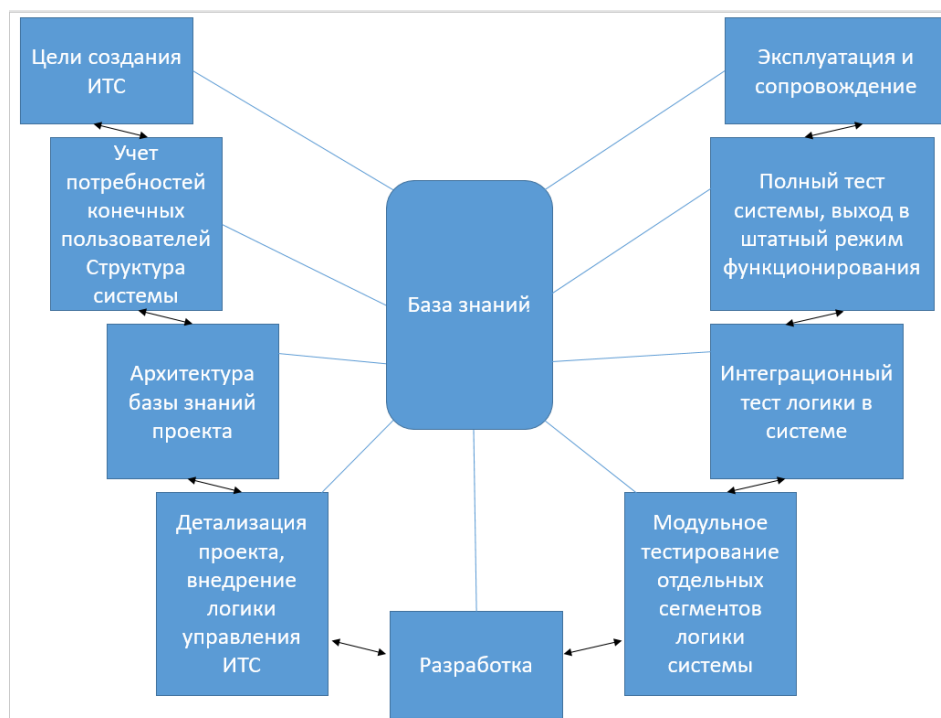 Цели создания
ИТС
Учет
потребностей
конечных
пользователей
Структура
системы
Архитектура
базы знаний
проекта
Детализация
проекта,
внедрение
логики
управления
ИТС
Разработка
База знаний
Модульное
тестирование
отдельных
сегментов
логики
системы
Интеграционный
тест логики в
системе
Полный тест
системы, выход в
штатный режим
функционирования
Эксплуатация и
сопровождение